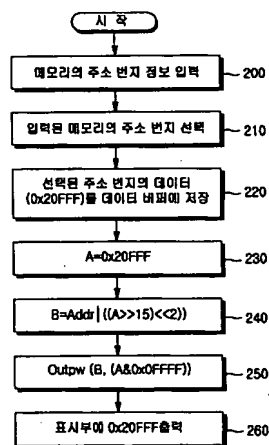 시 작
메모리의 주소 번지 정보 입력
200
입력된 메모리의 주소 번지 선택
210
선택된 주소 번지의 데이터
(0x20FFF)를 데이터 버퍼에 저장
220
A=0x20FFF
230
B=Addr|((A>>15)<<2))
240
Outpw (B, (A&0x0FFFF))
250
표시부에 0x20FFF출력
260